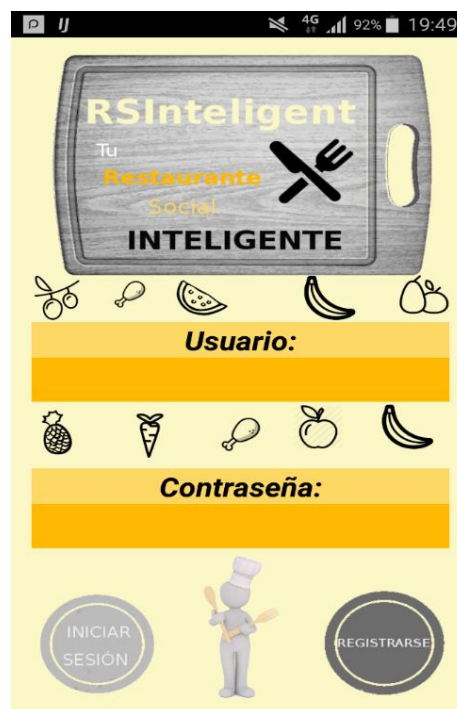 4G 92% 19:49
RSInteligent
Tu
Restaurante
Social
INTELIGENTE
Usuario:
Contraseña:
INICIAR
SESIÓN
REGISTRARSE